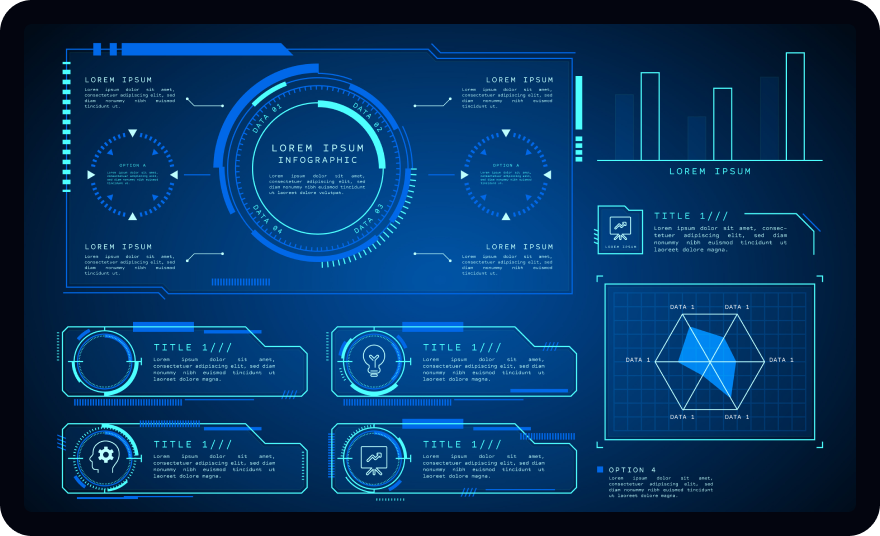 LOREM IPSUM
Lorem ipsum dolor sit amet,
consectetuer adipiscing elit, sed
diam nonummy nibh euismod
tincidunt ut.
OPTION A
LOREM IPSUM
Lorem ipsum dolor sit amet,
consectetuer adipiscing elit, sed
diam nonummy nibh euismod
tincidunt ut.
DATA 01
DATA 02
DATA 03
DATA 04
LOREM IPSUM
INFOGRAPHIC
Lorem ipsum dolor sit amet,
consectetuer adipiscing elit, sed
diam nonummy nibh euismod tincidunt
ut laoreet dolore volutpak.
LOREM IPSUM
Lorem ipsum dolor sit amet,
consectetuer adipiscing elit, sed
diam nonummy nibh euismod
tincidunt ut.
OPTION A
LOREM IPSUM
Lorem ipsum dolor sit amet,
consectetuer adipiscing elit, sed
diam nonummy nibh euismod
tincidunt ut.
LOREM IPSUM
LOREM IPSUM
TITLE 1///
Lorem ipsum dolor sit amet, consec-
tetuer adipiscing elit, sed diam
nonummy nibh euismod tincidunt ut
laoreet dolore magna.
DATA 1
DATA 1
DATA 1
DATA 1
DATA 1
DATA 1
OPTION 4
Lorem ipsum dolor sit amet,
consectetuer adipiscing elit, sed
diam nonummy nibh euismod tincidunt
ut laoreet dolore magna.
TITLE 1///
Lorem ipsum dolor sit amet,
consectetuer adipiscing elit, sed diam
nonummy nibh euismod tincidunt ut
laoreet dolore magna.
TITLE 1///
Lorem ipsum dolor sit amet,
consectetuer adipiscing elit, sed diam
nonummy nibh euismod tincidunt ut
laoreet dolore magna.
TITLE 1///
Lorem ipsum dolor sit amet,
consectetuer adipiscing elit, sed diam
nonummy nibh euismod tincidunt ut
laoreet dolore magna.
TITLE 1///
Lorem ipsum dolor sit amet,
consectetuer adipiscing elit, sed diam
nonummy nibh euismod tincidunt ut
laoreet dolore magna.